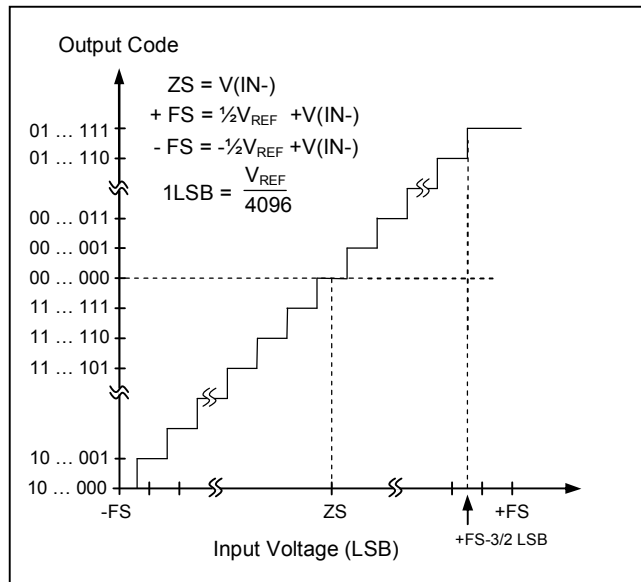 Output Code
ZS = V(IN-)
+ FS = ½VREF +V(IN-)
- FS = -½VREF +V(IN-)
1LSB = VREF
4096
01 ... 111
01 ... 110
00 ... 011
00 ... 001
00 ... 000
11 ... 111
11 ... 110
11 ... 101
10 ... 001
10 ... 000
-FS
ZS
+FS
+FS-3/2 LSB
Input Voltage (LSB)